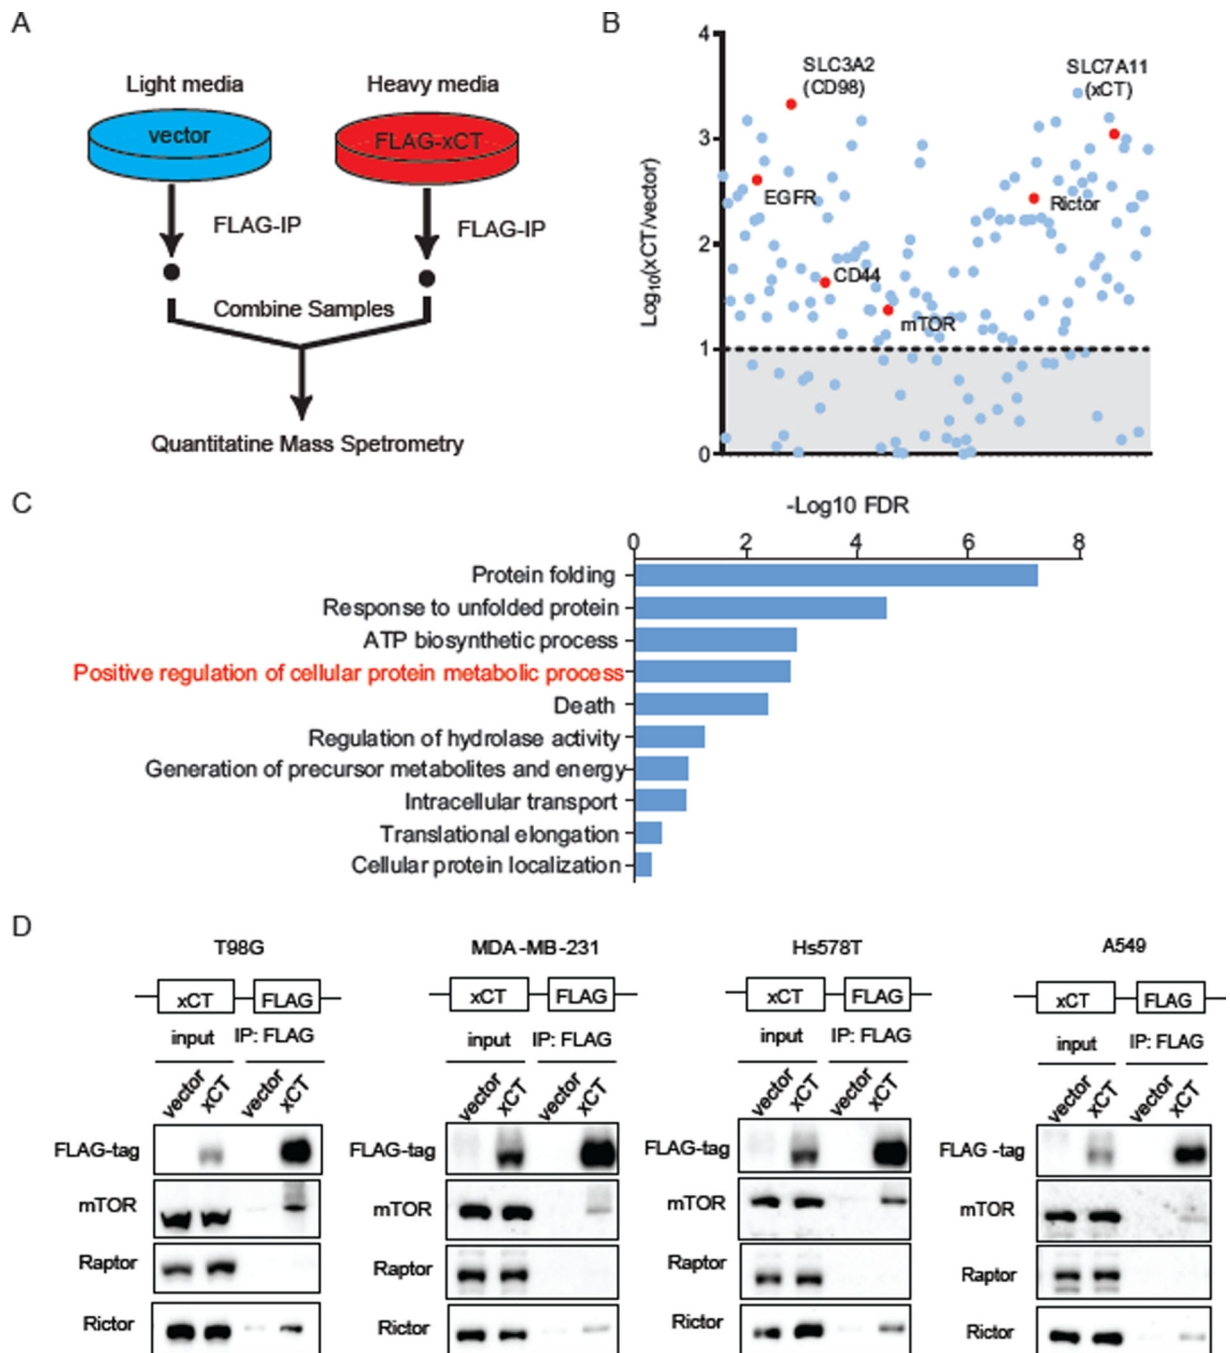 A
Light media
Heavy media
vector
FLAG-xCT
FLAG-IP
FLAG-IP
Combine Samples
Quantitatine Mass Spetrometry
B
Log10(xCT/vector)
4
3
2
1
0
SLC3A2
(CD98)
SLC7A11
(xCT)
EGFR
Rictor
CD44
mTOR
C
-Log10 FDR
0 2 4 6 8
Protein folding
Response to unfolded protein
ATP biosynthetic process
Positive regulation of cellular protein metabolic process
Death
Regulation of hydrolase activity
Generation of precursor metabolites and energy
Intracellular transport
Translational elongation
Cellular protein localization
D
T98G
xCT FLAG
input IP: FLAG
vector xCT vector xCT
FLAG-tag
mTOR
Raptor
Rictor
MDA-MB-231
xCT FLAG
input IP: FLAG
vector xCT vector xCT
FLAG-tag
mTOR
Raptor
Rictor
Hs578T
xCT FLAG
input IP: FLAG
vector xCT vector xCT
FLAG-tag
mTOR
Raptor
Rictor
A549
xCT FLAG
input IP: FLAG
vector xCT vector xCT
FLAG -tag
mTOR
Raptor
Rictor